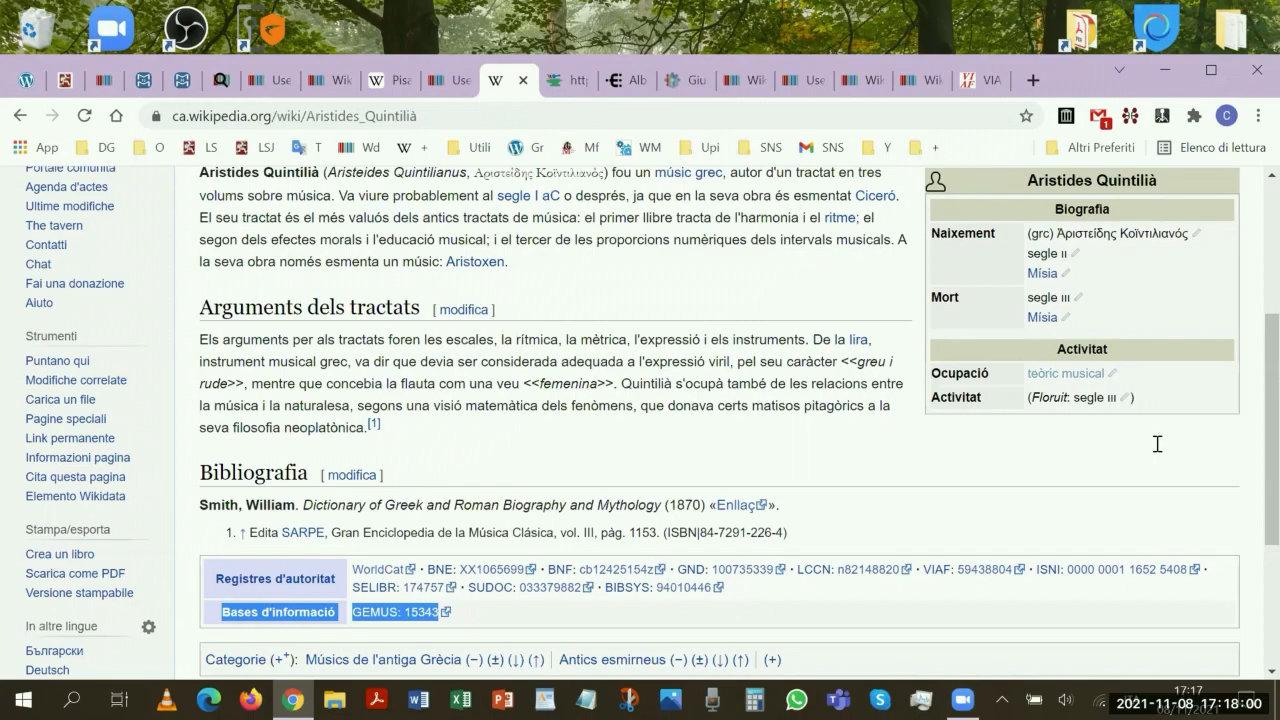 Use
Wik
Pisa
Use
htt
Alb
Giu
Wik
Use
Wik
Wik
VIA
ca.wikipedia.org/wiki/Aristides_Quintilià
1
C
App
DG
O
LS
LSJ
T
Wd
+
Utili
Gr
Mf
WM
Upi
SNS
SNS
Y
+
Altri Preferiti
Elenco di lettura
Portale comunità
Agenda d'actes
Ultime modifiche
The tavern
Contatti
Chat
Fai una donazione
Aiuto
Strumenti
Puntano qui
Modifiche correlate
Carica un file
Pagine speciali
Link permanente
Informazioni pagina
Cita questa pagina
Elemento Wikidata
Stampa/esporta
Crea un libro
Scarica come PDF
Versione stampabile
In altre lingue
Български
Deutsch
Aristides Quintilià (Aristeides Quintilianus, Αριστείδης Κοϊντιλιανός) fou un músic grec, autor d'un tractat en tres
volums sobre música. Va viure probablement al segle I aC o després, ja que en la seva obra és esmentat Ciceró.
El seu tractat és el més valuós dels antics tractats de música: el primer llibre tracta de l'harmonia i el ritme; el
segon dels efectes morals i l'educació musical; i el tercer de les proporcions numèriques dels intervals musicals. A
la seva obra només esmenta un músic: Aristoxen.
Arguments dels tractats [ modifica ]
Els arguments per als tractats foren les escales, la rítmica, la mètrica, l'expressió i els instruments. De la lira,
instrument musical grec, va dir que devia ser considerada adequada a l'expressió viril, pel seu caràcter <<greu i
rude>>, mentre que concebia la flauta com una veu <<femenina>>. Quintilià s'ocupà també de les relacions entre
la música i la naturalesa, segons una visió matemàtica dels fenòmens, que donava certs matisos pitagòrics a la
seva filosofia neoplatònica.[1]
Bibliografia [ modifica ]
Smith, William. Dictionary of Greek and Roman Biography and Mythology (1870) «Enllaç».
1. ↑ Edita SARPE, Gran Enciclopedia de la Música Clásica, vol. III, pàg. 1153. (ISBN|84-7291-226-4)
Registres d'autoritat
WorldCat · BNE: XX1065699 · BNF: cb12425154z · GND: 100735339 · LCCN: n82148820 · VIAF: 59438804 · ISNI: 0000 0001 1652 5408 ·
SELIBR: 174757 · SUDOC: 033379882 · BIBSYS: 94010446
Bases d'informació GEMUS: 15343
Categorie (++): Músics de l'antiga Grècia (−) (±) (↓) (↑) | Antics esmirneus (−) (±) (↓) (↑) | (+)
Aristides Quintilià
Biografia
Naixement (grc) Ἀριστείδης Κοϊντιλιανός
segle II
Mísia
Mort segle III
Mísia
Activitat
Ocupació teòric musical
Activitat (Floruit: segle III )
17:17
2021-11-08 17:18:00